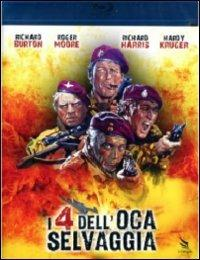 RICHARD BURTON
ROGER MOORE
RICHARD HARRIS
HARDY KRUGER
I 4 DELL'OCA
SELVAGGIA